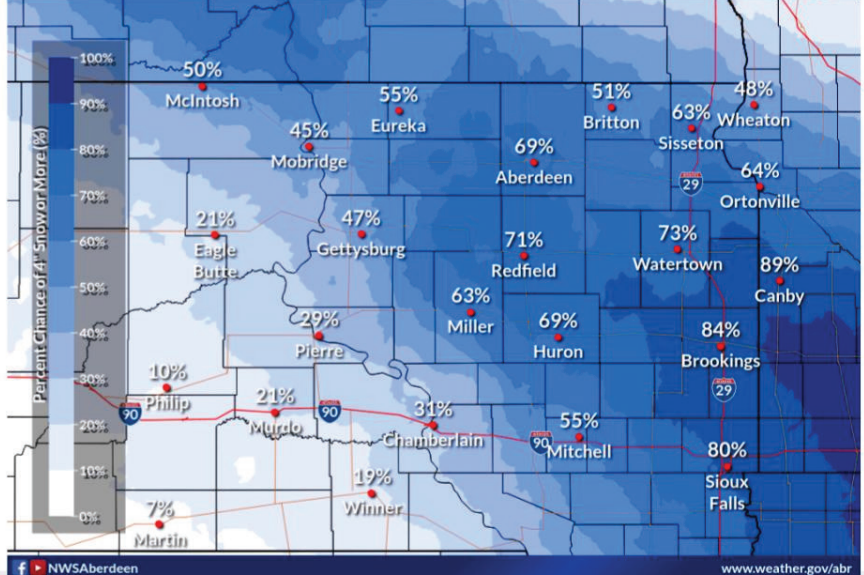 Percent Chance of 4" Snow or More (%)
100%
90%
80%
70%
60%
50%
40%
30%
20%
10%
0%
50%
McIntosh
55%
Eureka
51%
Britton
48%
Wheaton
63%
Sisseton
45%
Mobridge
69%
Aberdeen
29
64%
Ortonville
21%
Eagle
Butte
47%
Gettysburg
71%
Redfield
73%
Watertown
89%
Canby
63%
Miller
29%
Pierre
69%
Huron
84%
Brookings
10%
Philip
90
21%
Murdo
90
31%
Chamberlain
29
55%
Mitchell
90
80%
Sioux
Falls
19%
Winner
7%
Martin
f NWSAberdeen
www.weather.gov/abr